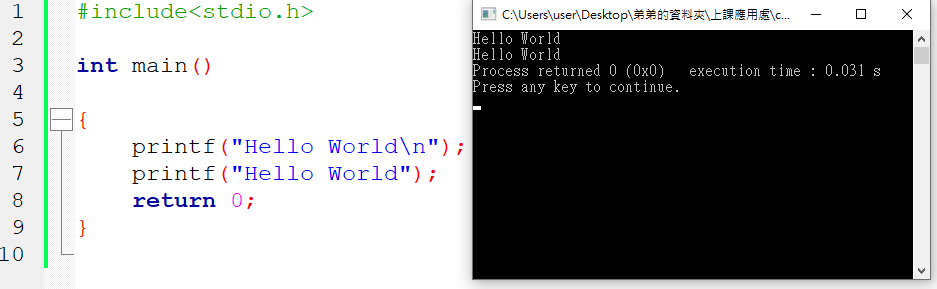 1 #include<stdio.h>
2
3 int main()
4
5 {
6 printf("Hello World\n");
7 printf("Hello World");
8 return 0;
9 }
10
C:\Users\user\Desktop\弟弟的資料夾\上課應用處\c...
Hello World
Hello World
Process returned 0 (0x0)   execution time : 0.031 s
Press any key to continue.